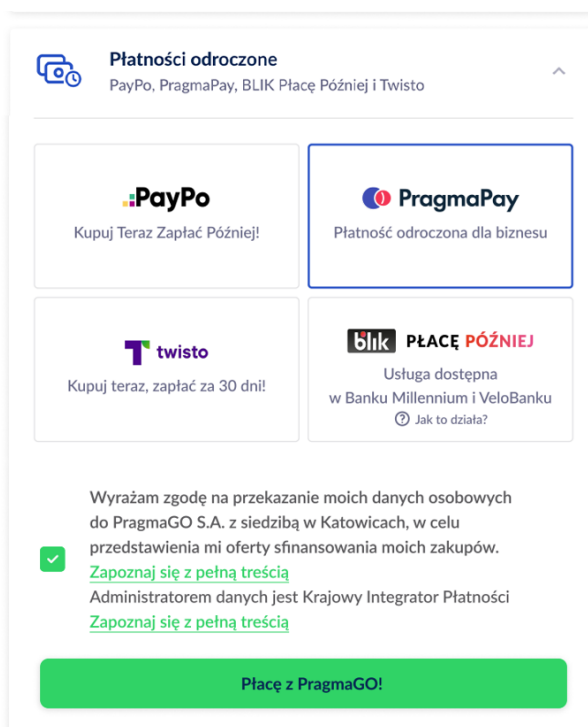 Płatności odroczone
PayPo, PragmaPay, BLIK Płacę Później i Twisto
PayPo
Kupuj Teraz Zapłać Później!
PragmaPay
Płatność odroczona dla biznesu
twisto
Kupuj teraz, zapłać za 30 dni!
blik PŁACĘ PÓŹNIEJ
Usługa dostępna
w Banku Millennium i VeloBanku
Jak to działa?
Wyrażam zgodę na przekazanie moich danych osobowych
do PragmaGO S.A. z siedzibą w Katowicach, w celu
przedstawienia mi oferty sfinansowania moich zakupów.
Zapoznaj się z pełną treścią
Administratorem danych jest Krajowy Integrator Płatności
Zapoznaj się z pełną treścią
Płacę z PragmaGO!